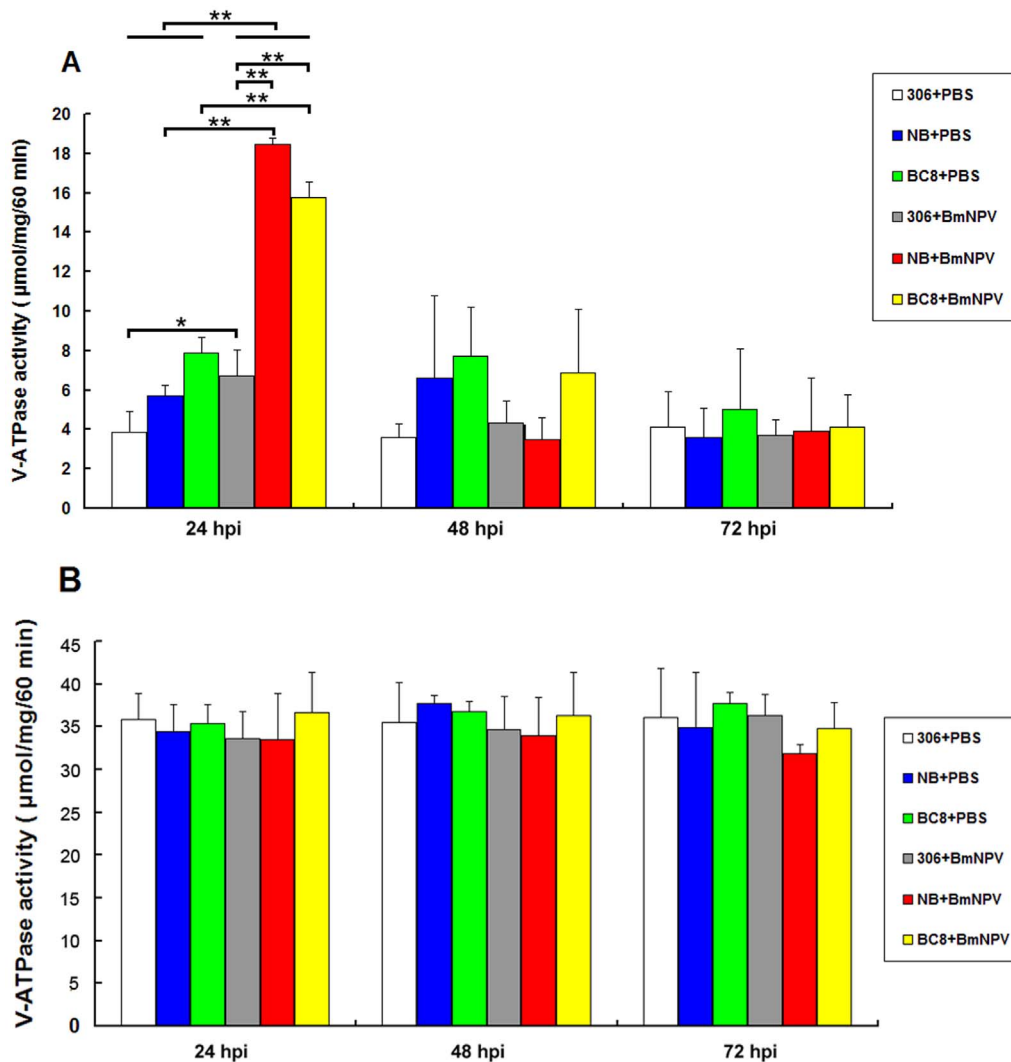 **
A
**
**
**
**
*
V-ATPase activity ( µmol/mg/60 min)
20
18
16
14
12
10
8
6
4
2
0
24 hpi
48 hpi
72 hpi
306+PBS
NB+PBS
BC8+PBS
306+BmNPV
NB+BmNPV
BC8+BmNPV
B
V-ATPase activity ( µmol/mg/60 min)
45
40
35
30
25
20
15
10
5
0
24 hpi
48 hpi
72 hpi
306+PBS
NB+PBS
BC8+PBS
306+BmNPV
NB+BmNPV
BC8+BmNPV